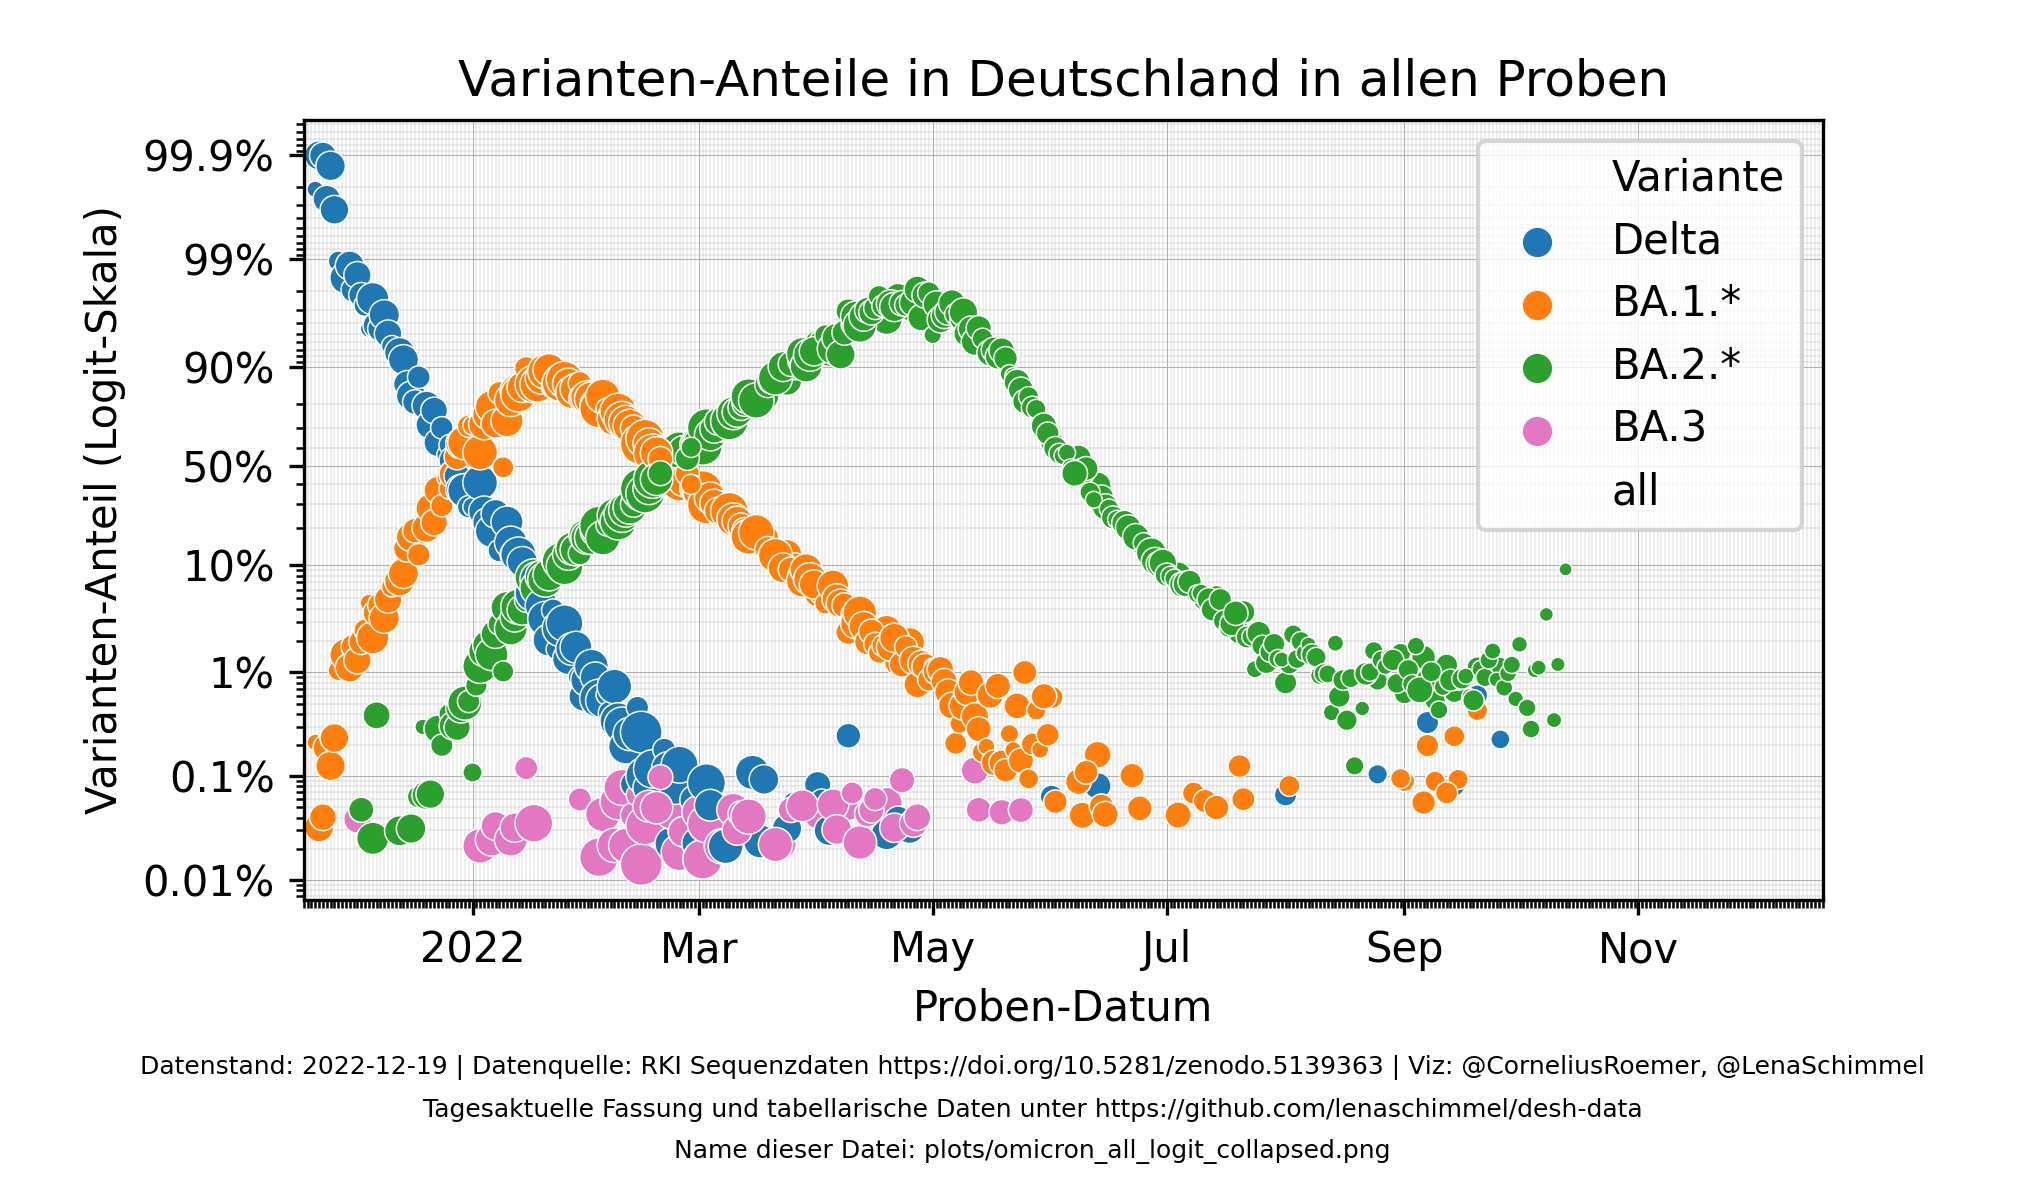 Varianten-Anteile in Deutschland in allen Proben
Varianten-Anteil (Logit-Skala)
99.9%
99%
90%
50%
10%
1%
0.1%
0.01%
Variante
Delta
BA.1.*
BA.2.*
BA.3
all
2022
Mar
May
Jul
Sep
Nov
Proben-Datum
Datenstand: 2022-12-19 | Datenquelle: RKI Sequenzdaten https://doi.org/10.5281/zenodo.5139363 | Viz: @CorneliusRoemer, @LenaSchimmel
Tagesaktuelle Fassung und tabellarische Daten unter https://github.com/lenaschimmel/desh-data
Name dieser Datei: plots/omicron_all_logit_collapsed.png